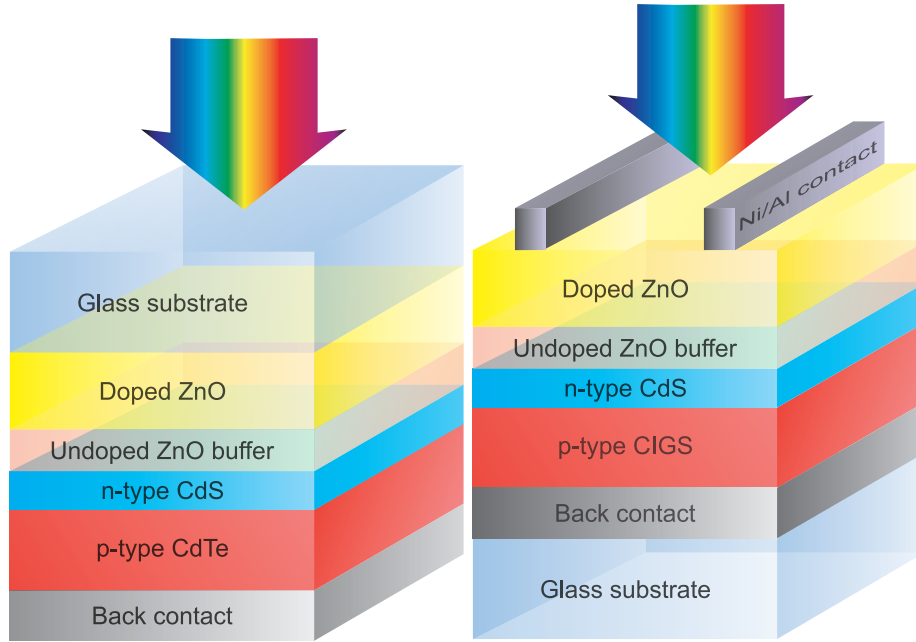 Glass substrate
Doped ZnO
Undoped ZnO buffer
n-type CdS
p-type CdTe
Back contact
Ni/Al contact
Doped ZnO
Undoped ZnO buffer
n-type CdS
p-type CIGS
Back contact
Glass substrate